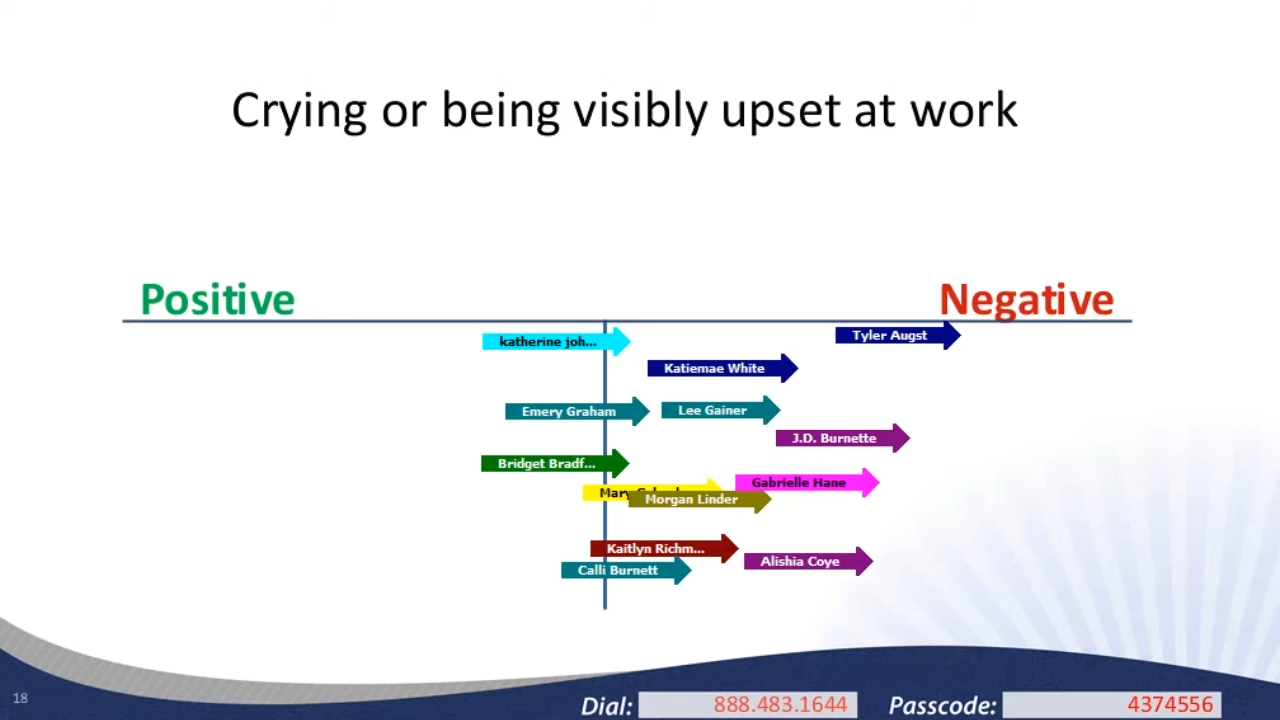 Crying or being visibly upset at work
Positive
Negative
Tyler Augst
katherine joh...
Katiemae White
Emery Graham
Lee Gainer
J.D. Burnette
Bridget Bradf...
Gabrielle Hane
Mary
Morgan Linder
Kaitlyn Richm...
Alishia Coye
Calli Burnett
18
Dial: 888.483.1644
Passcode: 4374556